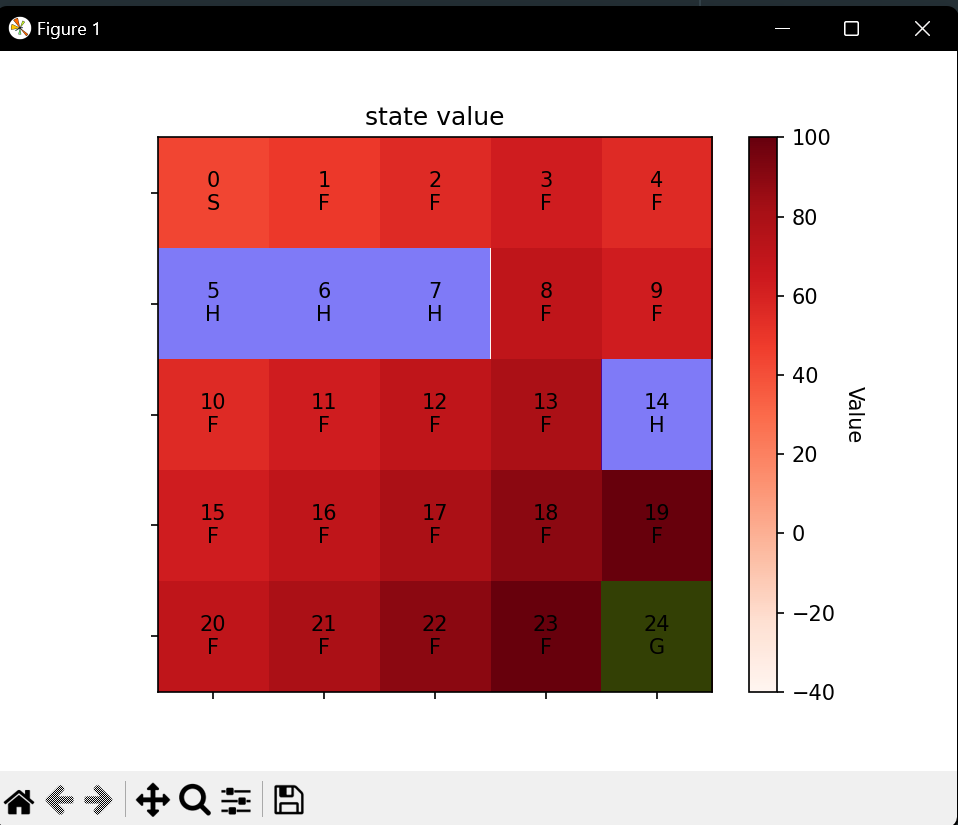 Figure 1
state value
0 1 2 3 4
S F F F F
5 6 7 8 9
H H H F F
10 11 12 13 14
F F F F H
15 16 17 18 19
F F F F F
20 21 22 23 24
F F F F G
100
80
60
40
20
0
−20
−40
Value